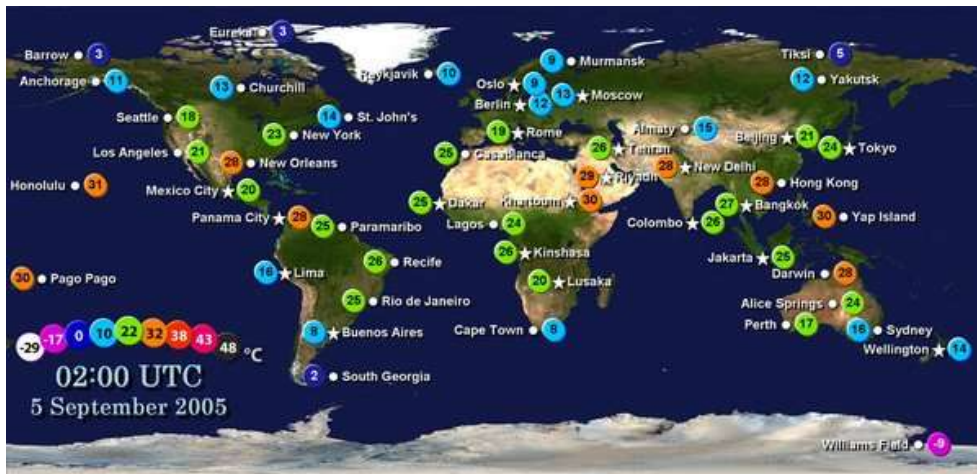 Eureka 3
Barrow 3
Tiksi 5
Anchorage 11
Churchill 13
Reykjavik 10
9 Murmansk
Oslo 9
12 Yakutsk
Berlin 12
13 Moscow
Seattle 18
14 St. John's
23 New York
19 Rome
Almaty 15
Beijing 21
24 Tokyo
Los Angeles 21
28 New Orleans
25 Casablanca
26 Tehran
28 New Delhi
Honolulu 31
Mexico City 20
29 Riyadh
28 Hong Kong
Panama City 28
25 Paramaribo
25 Dakar
Khartoum 30
27 Bangkok
Lagos 24
Colombo 26
30 Yap Island
26 Recife
26 Kinshasa
Jakarta 25
30 Pago Pago
16 Lima
20 Lusaka
Darwin 28
25 Rio de Janeiro
Alice Springs 24
8 Buenos Aires
Cape Town 8
Perth 17
16 Sydney
Wellington 14
-29 -17 0 10 22 32 38 43 48 °C
02:00 UTC
2 South Georgia
5 September 2005
Williams Field -9